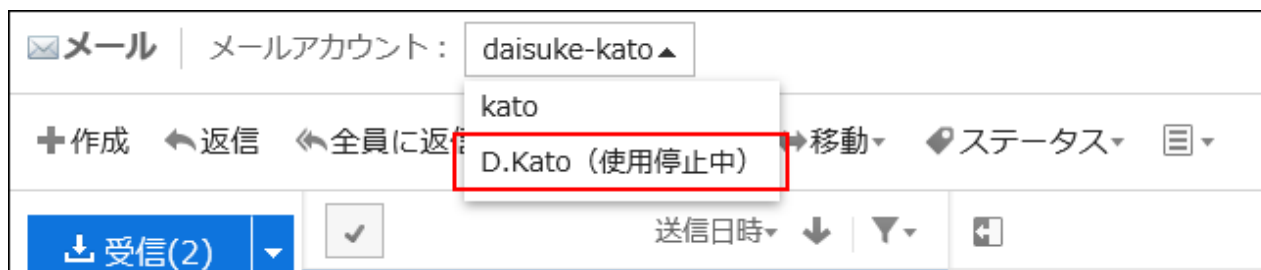 メール メールアカウント： daisuke-kato
kato
作成 返信 全員に返信 移動 ステータス
D.Kato（使用停止中）
受信(2) 送信日時